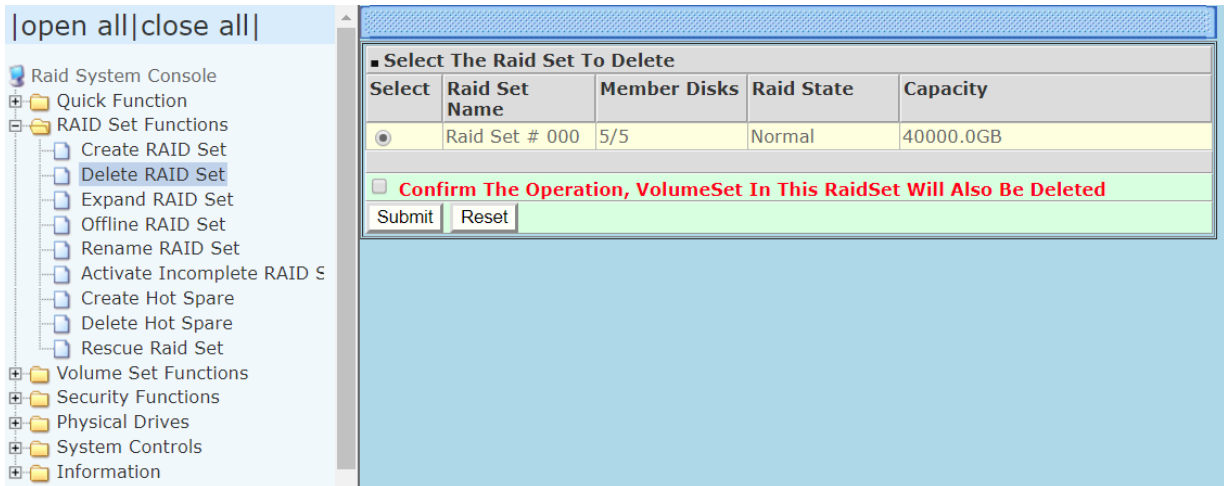 |open all|close all|
Raid System Console
Quick Function
RAID Set Functions
Create RAID Set
Delete RAID Set
Expand RAID Set
Offline RAID Set
Rename RAID Set
Activate Incomplete RAID S
Create Hot Spare
Delete Hot Spare
Rescue Raid Set
Volume Set Functions
Security Functions
Physical Drives
System Controls
Information
Select The Raid Set To Delete
Select Raid Set Name Member Disks Raid State Capacity
Raid Set # 000 5/5 Normal 40000.0GB
Confirm The Operation, VolumeSet In This RaidSet Will Also Be Deleted
Submit Reset